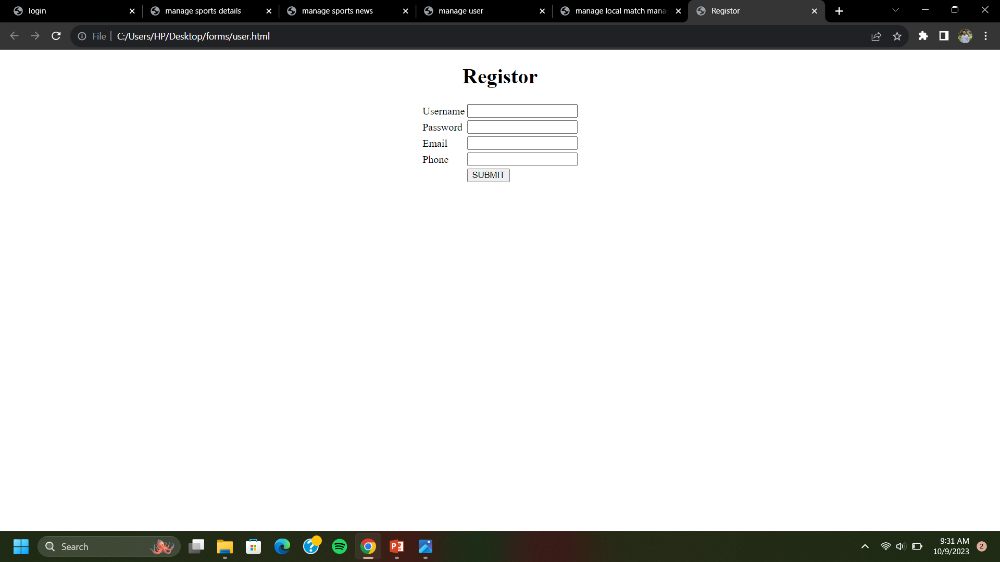 login
manage sports details
manage sports news
manage user
manage local match mana
Registor
File
C:/Users/HP/Desktop/forms/user.html
Registor
Username
Password
Email
Phone
SUBMIT
Search
9:31 AM
10/9/2023
2